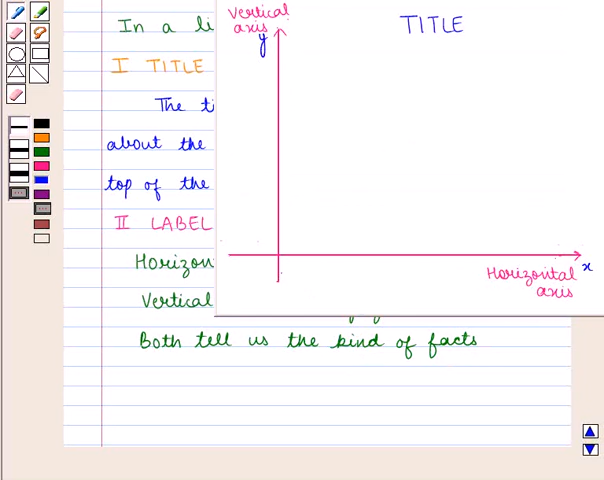 In a li
I TITLE
The ti
about the
top of the
II LABEL
Horizon
Vertical
Both tell us the kind of facts
Vertical
axis
y
TITLE
x
Horizontal
axis